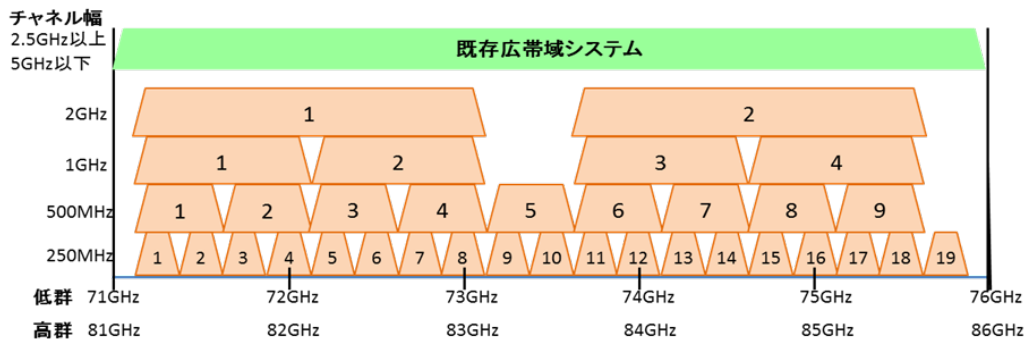 チャネル幅
2.5GHz以上
5GHz以下
既存広帯域システム
2GHz 1 2
1GHz 1 2 3 4
500MHz 1 2 3 4 5 6 7 8 9
250MHz 1 2 3 4 5 6 7 8 9 10 11 12 13 14 15 16 17 18 19
低群 71GHz 72GHz 73GHz 74GHz 75GHz 76GHz
高群 81GHz 82GHz 83GHz 84GHz 85GHz 86GHz